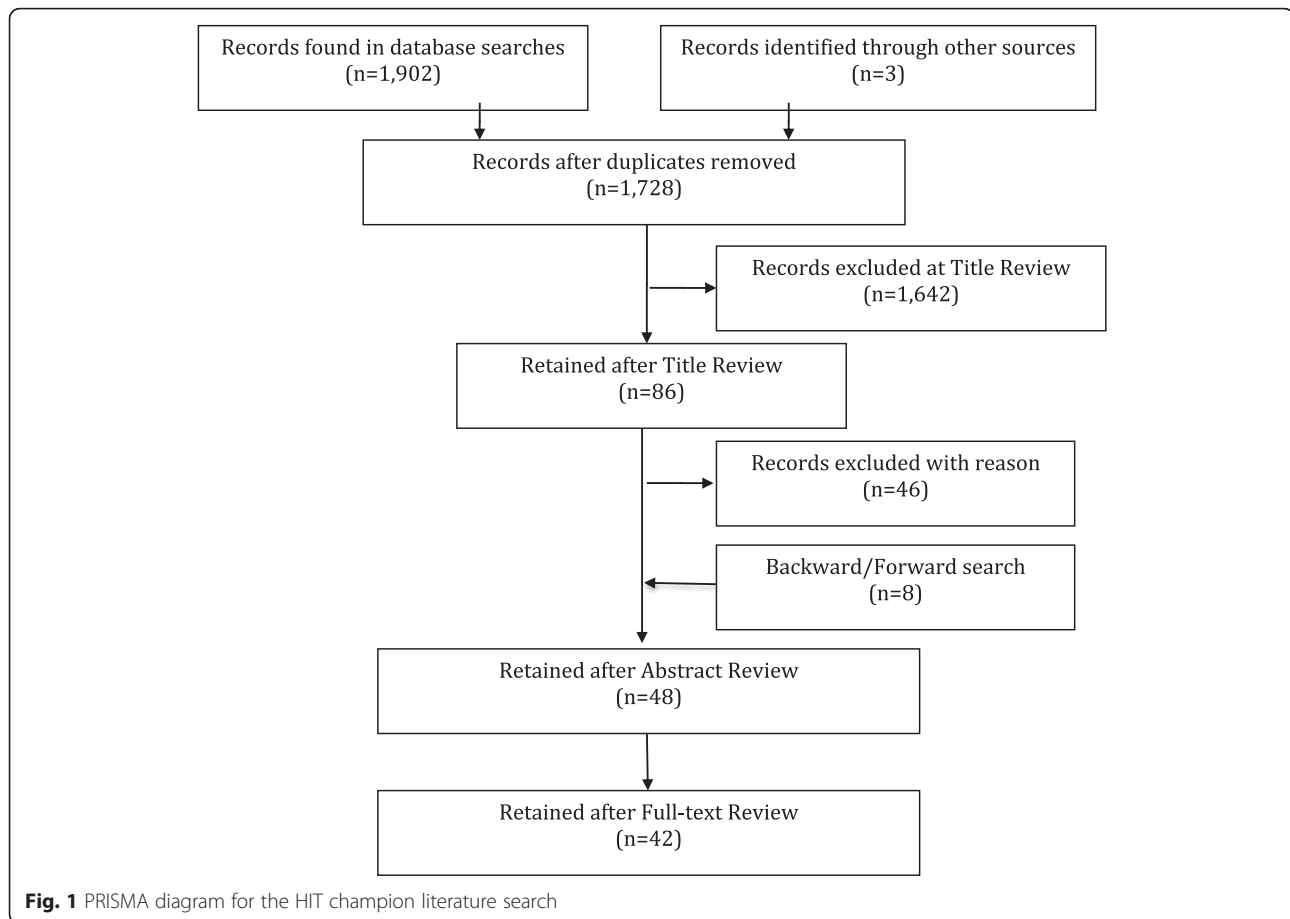 Records found in database searches
(n=1,902)
Records identified through other sources
(n=3)
Records after duplicates removed
(n=1,728)
Records excluded at Title Review
(n=1,642)
Retained after Title Review
(n=86)
Records excluded with reason
(n=46)
Backward/Forward search
(n=8)
Retained after Abstract Review
(n=48)
Retained after Full-text Review
(n=42)
Fig. 1 PRISMA diagram for the HIT champion literature search